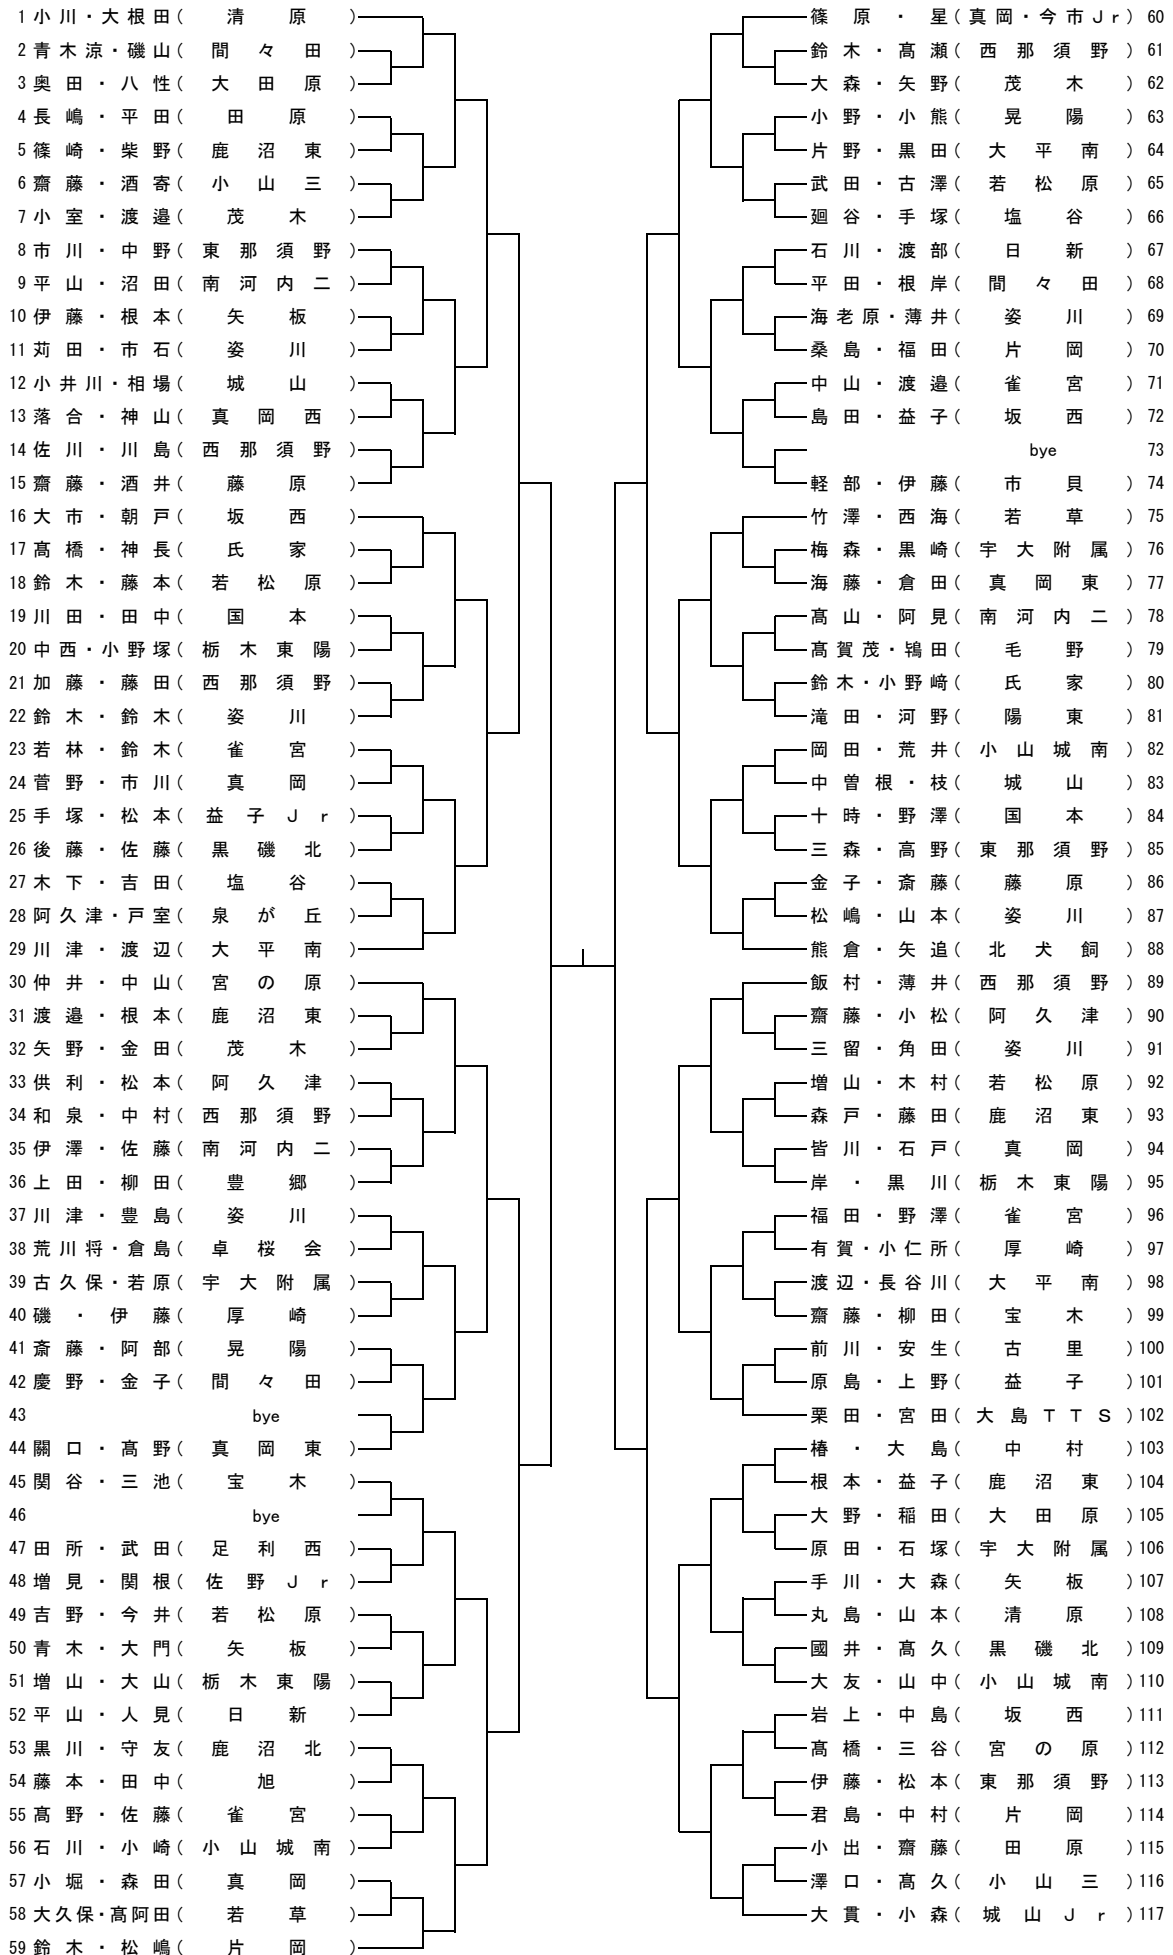 1 小川・大根田(清原)
2 青木涼・磯山(間々田)
3 奥田・八性(大田原)
4 長嶋・平田(田原)
5 篠崎・柴野(鹿沼東)
6 齋藤・酒寄(小山三)
7 小室・渡邉(茂木)
8 市川・中野(東那須野)
9 平山・沼田(南河内二)
10 伊藤・根本(矢板)
11 苅田・市石(姿川)
12 小井川・相場(城山)
13 落合・神山(真岡西)
14 佐川・川島(西那須野)
15 齋藤・酒井(藤原)
16 大市・朝戸(坂西)
17 髙橋・神長(氏家)
18 鈴木・藤本(若松原)
19 川田・田中(国本)
20 中西・小野塚(栃木東陽)
21 加藤・藤田(西那須野)
22 鈴木・鈴木(姿川)
23 若林・鈴木(雀宮)
24 菅野・市川(真岡)
25 手塚・松本(益子Jr)
26 後藤・佐藤(黒磯北)
27 木下・吉田(塩谷)
28 阿久津・戸室(泉が丘)
29 川津・渡辺(大平南)
30 仲井・中山(宮の原)
31 渡邉・根本(鹿沼東)
32 矢野・金田(茂木)
33 供利・松本(阿久津)
34 和泉・中村(西那須野)
35 伊澤・佐藤(南河内二)
36 上田・柳田(豊郷)
37 川津・豊島(姿川)
38 荒川将・倉島(卓桜会)
39 古久保・若原(宇大附属)
40 磯・伊藤(厚崎)
41 斎藤・阿部(晃陽)
42 慶野・金子(間々田)
43 bye
44 關口・髙野(真岡東)
45 関谷・三池(宝木)
46 bye
47 田所・武田(足利西)
48 増見・関根(佐野Jr)
49 吉野・今井(若松原)
50 青木・大門(矢板)
51 増山・大山(栃木東陽)
52 平山・人見(日新)
53 黒川・守友(鹿沼北)
54 藤本・田中(旭)
55 髙野・佐藤(雀宮)
56 石川・小崎(小山城南)
57 小堀・森田(真岡)
58 大久保・髙阿田(若草)
59 鈴木・松嶋(片岡)
篠原・星(真岡・今市Jr) 60
鈴木・髙瀬(西那須野) 61
大森・矢野(茂木) 62
小野・小熊(晃陽) 63
片野・黒田(大平南) 64
武田・古澤(若松原) 65
廻谷・手塚(塩谷) 66
石川・渡部(日新) 67
平田・根岸(間々田) 68
海老原・薄井(姿川) 69
桑島・福田(片岡) 70
中山・渡邉(雀宮) 71
島田・益子(坂西) 72
bye 73
軽部・伊藤(市貝) 74
竹澤・西海(若草) 75
梅森・黒崎(宇大附属) 76
海藤・倉田(真岡東) 77
髙山・阿見(南河内二) 78
髙賀茂・鴇田(毛野) 79
鈴木・小野﨑(氏家) 80
滝田・河野(陽東) 81
岡田・荒井(小山城南) 82
中曽根・枝(城山) 83
十時・野澤(国本) 84
三森・高野(東那須野) 85
金子・斎藤(藤原) 86
松嶋・山本(姿川) 87
熊倉・矢追(北犬飼) 88
飯村・薄井(西那須野) 89
齋藤・小松(阿久津) 90
三留・角田(姿川) 91
増山・木村(若松原) 92
森戸・藤田(鹿沼東) 93
皆川・石戸(真岡) 94
岸・黒川(栃木東陽) 95
福田・野澤(雀宮) 96
有賀・小仁所(厚崎) 97
渡辺・長谷川(大平南) 98
齋藤・柳田(宝木) 99
前川・安生(古里) 100
原島・上野(益子) 101
栗田・宮田(大島TTS) 102
椿・大島(中村) 103
根本・益子(鹿沼東) 104
大野・稲田(大田原) 105
原田・石塚(宇大附属) 106
手川・大森(矢板) 107
丸島・山本(清原) 108
國井・髙久(黒磯北) 109
大友・山中(小山城南) 110
岩上・中島(坂西) 111
髙橋・三谷(宮の原) 112
伊藤・松本(東那須野) 113
君島・中村(片岡) 114
小出・齋藤(田原) 115
澤口・髙久(小山三) 116
大貫・小森(城山Jr) 117